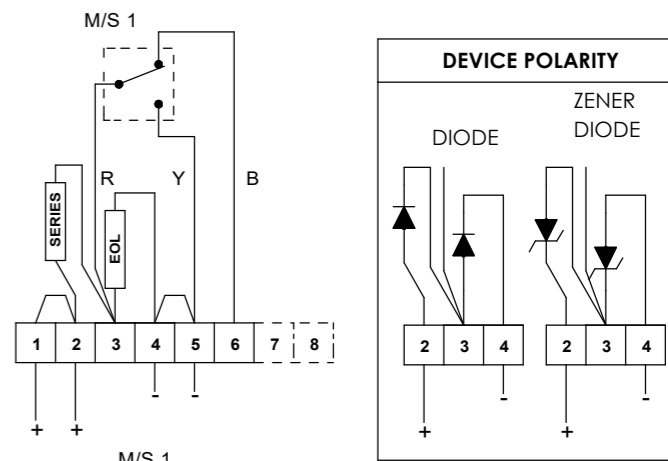 M/S 1
R
Y
B
SERIES
EOL
1 2 3 4 5 6 7 8
- -
+ +
M/S 1
DEVICE POLARITY
DIODE
ZENER
DIODE
2 3 4
-
+
2 3 4
-
+